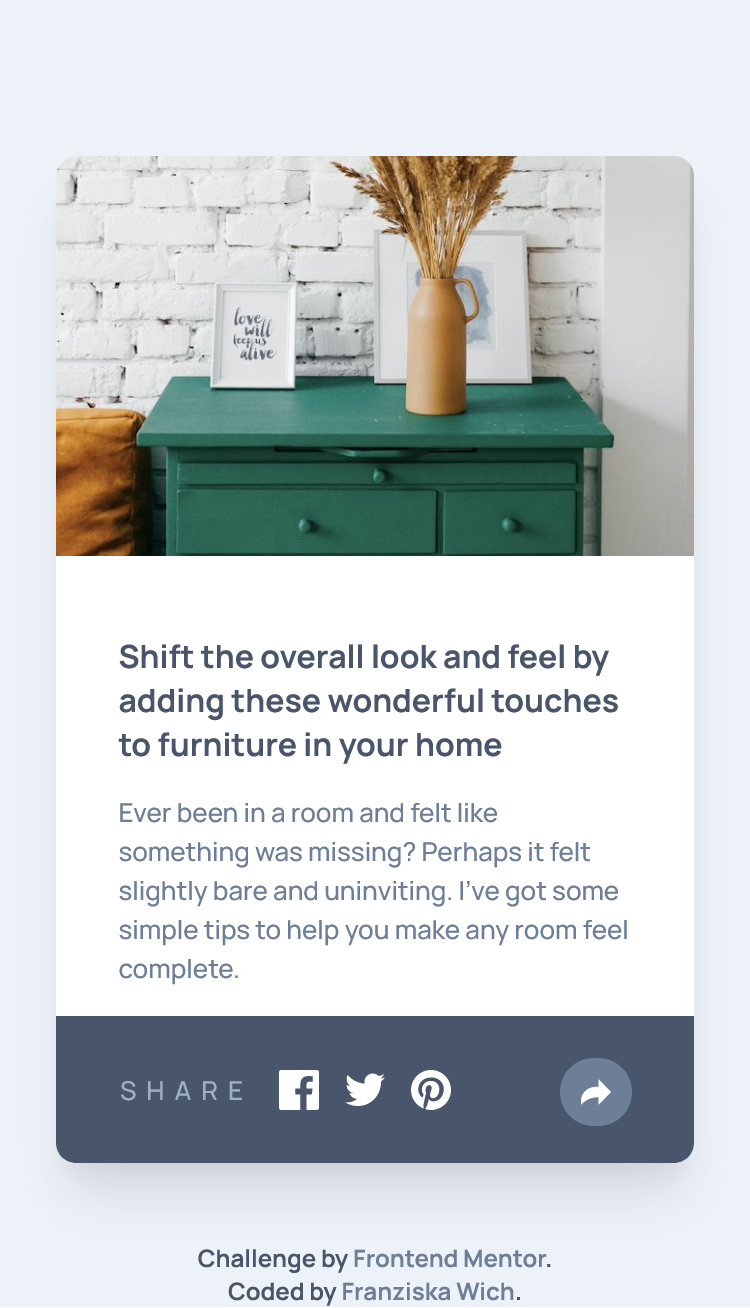 love
will
keep us
alive
Shift the overall look and feel by
adding these wonderful touches
to furniture in your home
Ever been in a room and felt like
something was missing? Perhaps it felt
slightly bare and uninviting. I’ve got some
simple tips to help you make any room feel
complete.
SHARE
Challenge by Frontend Mentor.
Coded by Franziska Wich.